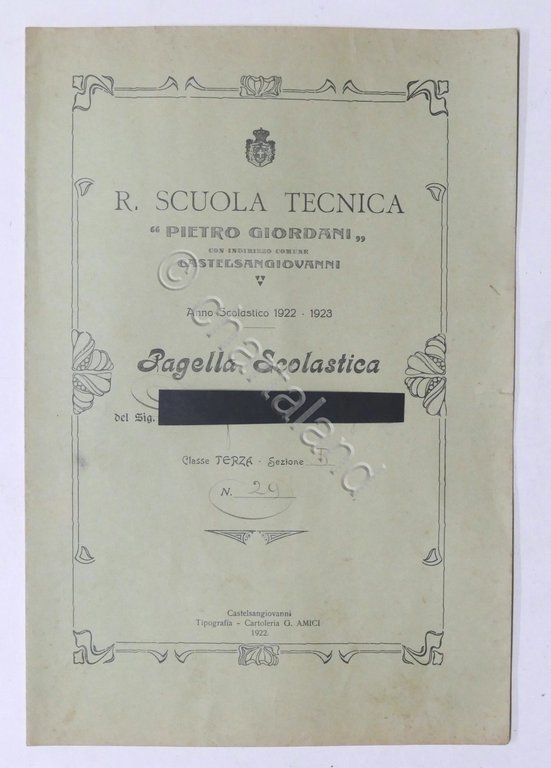 R. SCUOLA TECNICA
“ PIETRO GIORDANI „
CON INDIRIZZO COMUNE
CASTELSANGIOVANNI
Anno Scolastico 1922 - 1923
Pagella Scolastica
del Sig.
Classe TERZA - Sezione B
N. 29
Castelsangiovanni
Tipografia - Cartoleria G. AMICI
1922.
© chartaland